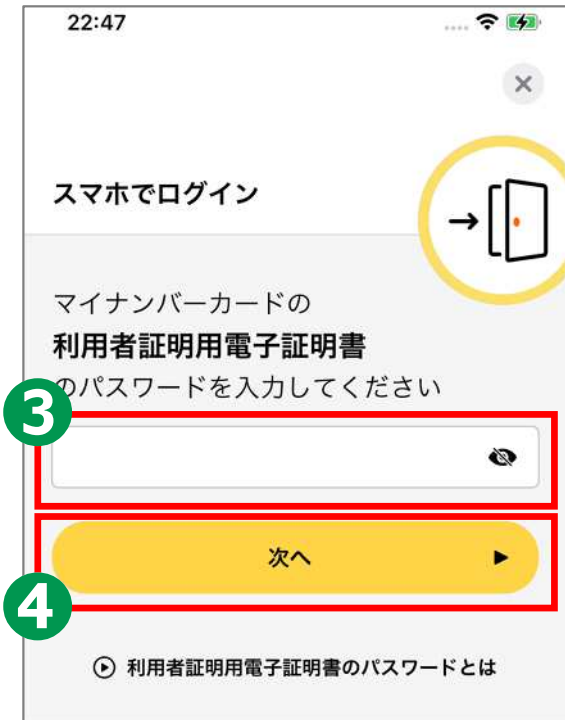 22:47
スマホでログイン
マイナンバーカードの
利用者証明用電子証明書
のパスワードを入力してください
3
次へ
4
利用者証明用電子証明書のパスワードとは